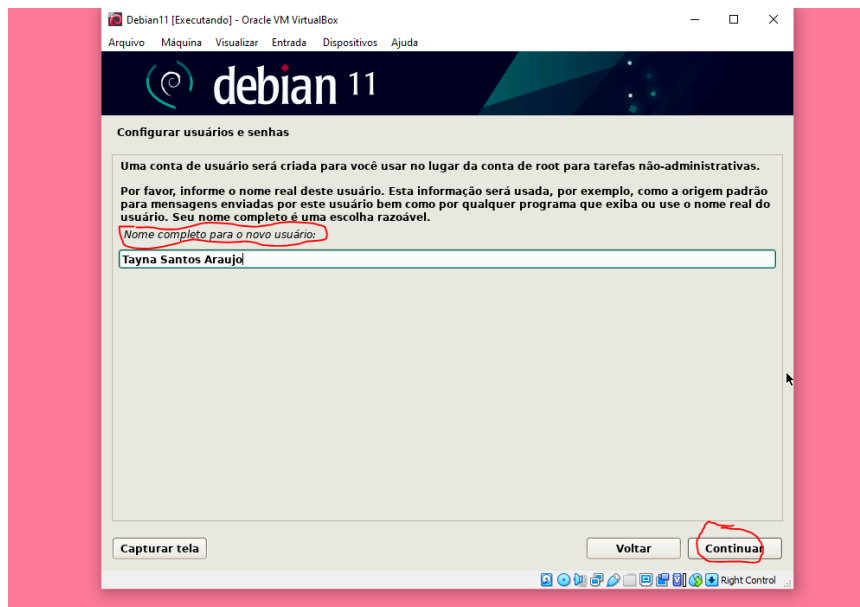 Debian11 [Executando] - Oracle VM VirtualBox
Arquivo Máquina Visualizar Entrada Dispositivos Ajuda
debian 11
Configurar usuários e senhas
Uma conta de usuário será criada para você usar no lugar da conta de root para tarefas não-administrativas.
Por favor, informe o nome real deste usuário. Esta informação será usada, por exemplo, como a origem padrão
para mensagens enviadas por este usuário bem como por qualquer programa que exiba ou use o nome real do
usuário. Seu nome completo é uma escolha razoável.
Nome completo para o novo usuário:
Tayna Santos Araujo
Capturar tela Voltar Continuar
Right Control